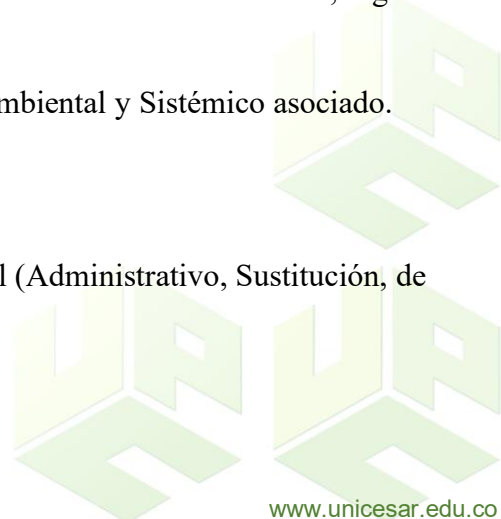 mbiental y Sistémico asociado.
l (Administrativo, Sustitución, de
www.unicesar.edu.co